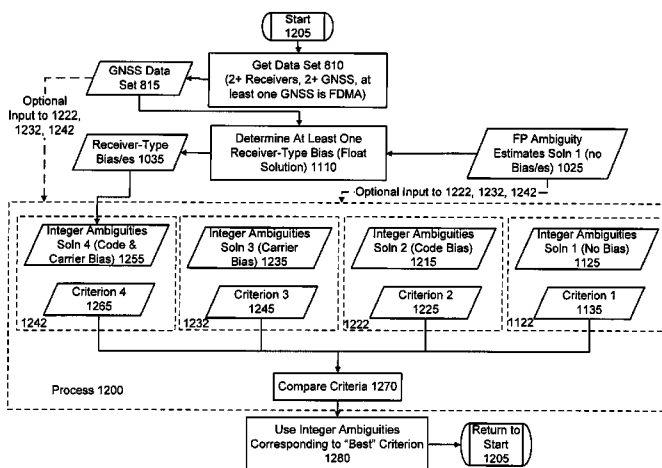 Start
1205
GNSS Data
Set 815
Get Data Set 810
(2+ Receivers, 2+ GNSS, at
least one GNSS is FDMA)
Optional
Input to 1222,
1232, 1242
Receiver-Type
Bias/es 1035
Determine At Least One
Receiver-Type Bias (Float
Solution) 1110
FP Ambiguity
Estimates Soln 1 (no
Bias/es) 1025
Optional Input to 1222, 1232, 1242
Integer Ambiguities
Soln 4 (Code &
Carrier Bias) 1255
Integer Ambiguities
Soln 3 (Carrier
Bias) 1235
Integer Ambiguities
Soln 2 (Code Bias)
1215
Integer Ambiguities
Soln 1 (No Bias)
1125
Criterion 4
1265
Criterion 3
1245
Criterion 2
1225
Criterion 1
1135
1242
1232
1222
1122
Process 1200
Compare Criteria 1270
Use Integer Ambiguities
Corresponding to "Best" Criterion
1280
Return to
Start
1205